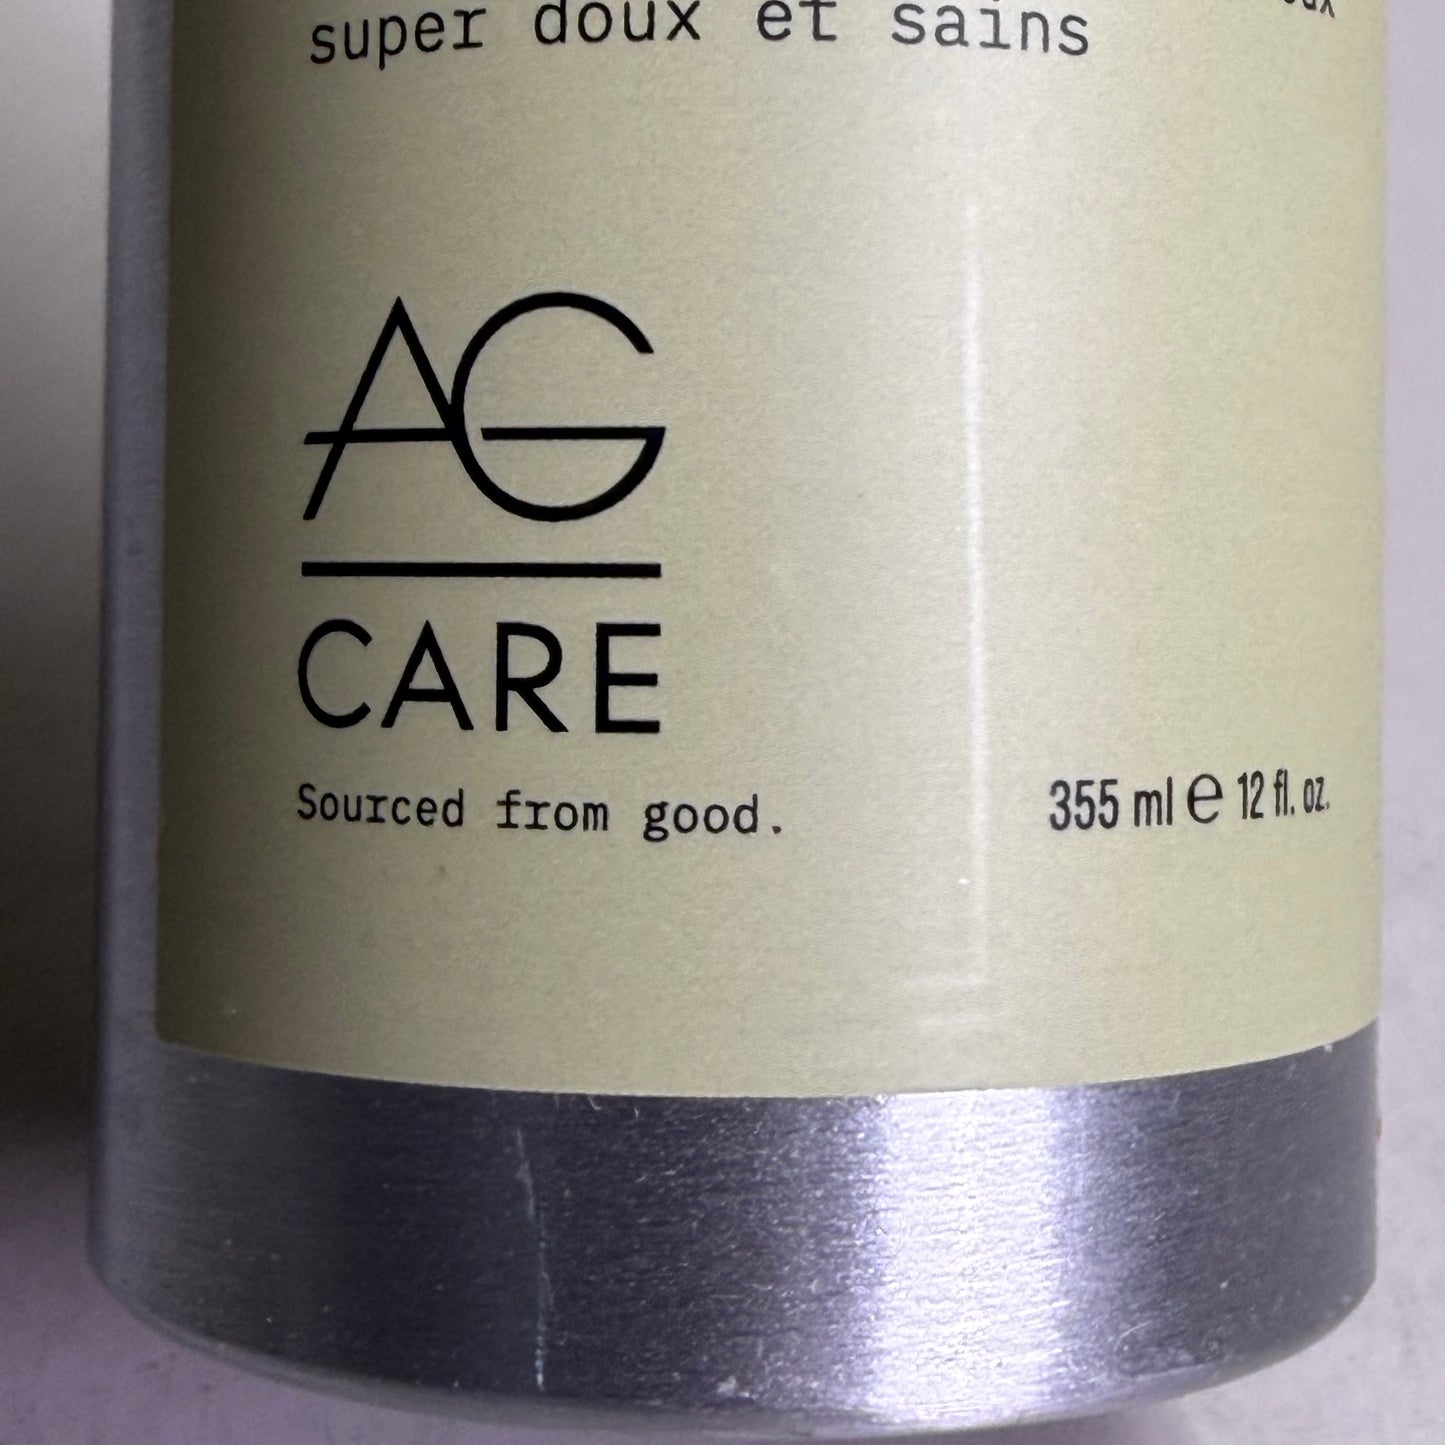 super doux et sains
AG
CARE
Sourced from good.
355 ml e 12 fl. oz.